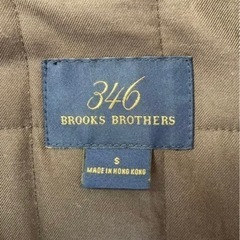 346
BROOKS BROTHERS
S
MADE IN HONG KONG